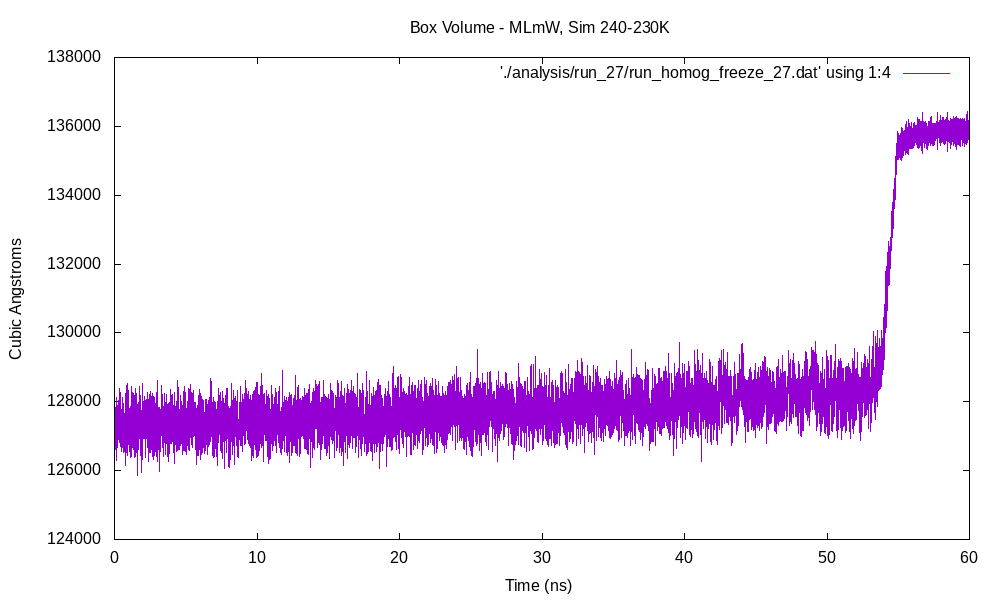 Box Volume - MLmW, Sim 240-230K
'./analysis/run_27/run_homog_freeze_27.dat' using 1:4
138000
136000
134000
132000
130000
128000
126000
124000
Cubic Angstroms
0 10 20 30 40 50 60
Time (ns)